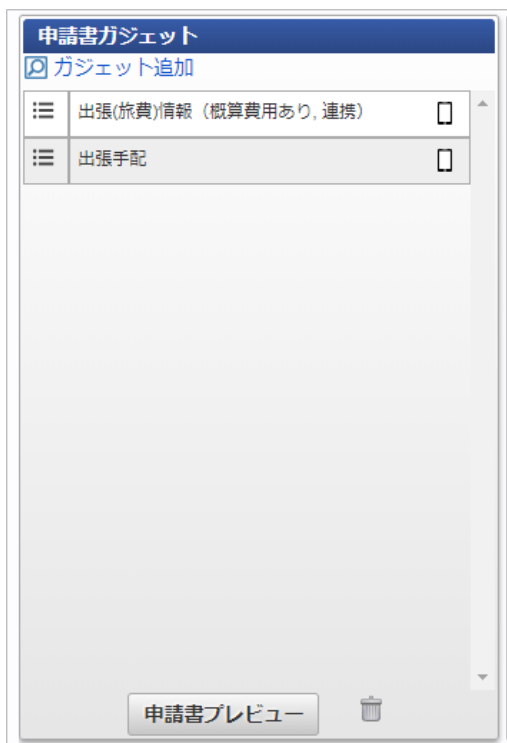 申請書ガジェット
ガジェット追加
出張(旅費)情報（概算費用あり, 連携）
出張手配
申請書プレビュー